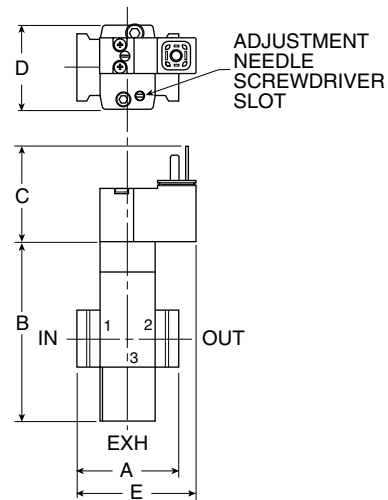 ADJUSTMENT
NEEDLE
SCREWDRIVER
SLOT
D
C
B
IN
1
2
OUT
3
EXH
A
E